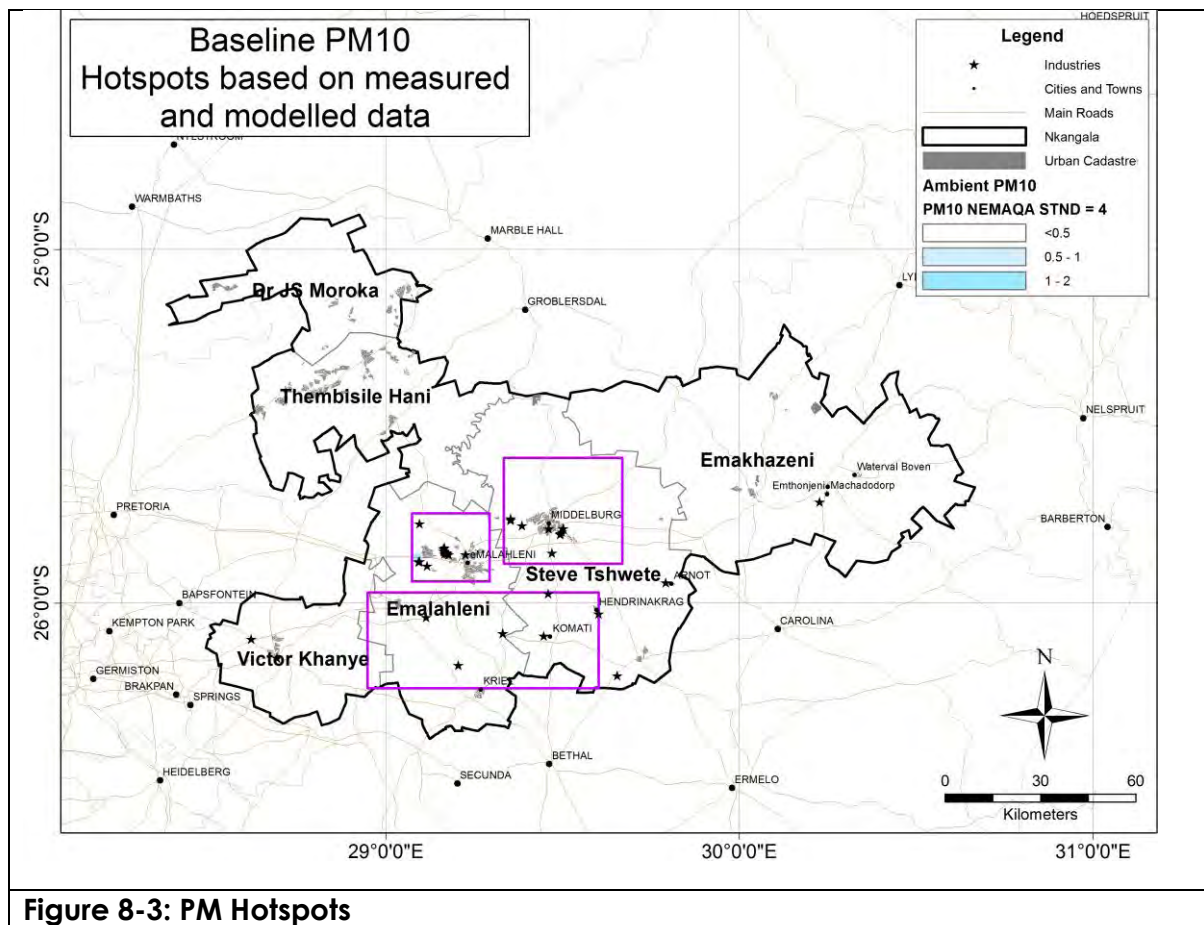 Baseline PM10
Hotspots based on measured
and modelled data
HOEDSPRUIT
Legend
Industries
Cities and Towns
Main Roads
Nkangala
Urban Cadastre
Ambient PM10
PM10 NEMAQA STND = 4
<0.5
0.5 - 1
1 - 2
WARMBATHS
MARBLE HALL
25°0'0"S
Dr JS Moroka
GROBLERSDAL
Thembisile Hani
NELSPRUIT
Emakhazeni
Waterval Boven
Emthonjeni
Machadodorp
PRETORIA
MIDDELBURG
BARBERTON
eMALAHLENI
Steve Tshwete
ARNOT
BAPSFONTEIN
26°0'0"S
Emalahleni
HENDRINAKRAG
KEMPTON PARK
KOMATI
CAROLINA
Victor Khanye
GERMISTON
KRIEL
BRAKPAN
SPRINGS
N
BETHAL
HEIDELBERG
SECUNDA
ERMELO
0 30 60
Kilometers
29°0'0"E
30°0'0"E
31°0'0"E
Figure 8-3: PM Hotspots